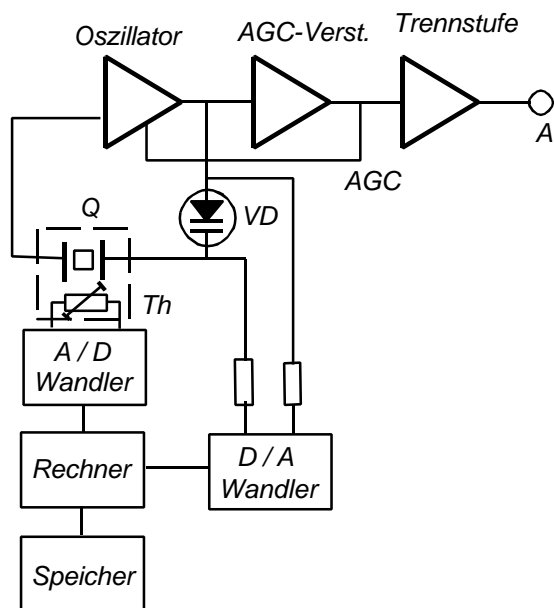 Oszillator
AGC-Verst.
Trennstufe
A
AGC
Q
VD
Th
A / D
Wandler
Rechner
D / A
Wandler
Speicher